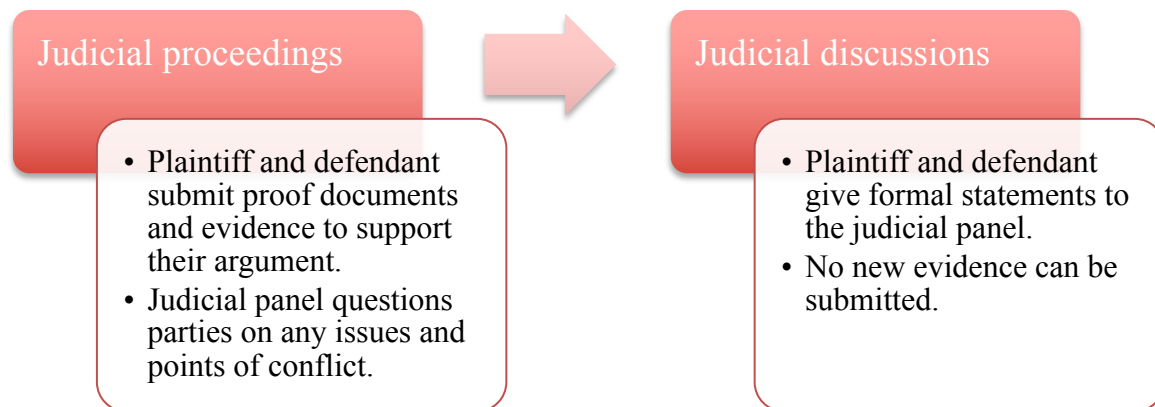 Judicial proceedings
• Plaintiff and defendant
submit proof documents
and evidence to support
their argument.
• Judicial panel questions
parties on any issues and
points of conflict.
Judicial discussions
• Plaintiff and defendant
give formal statements to
the judicial panel.
• No new evidence can be
submitted.